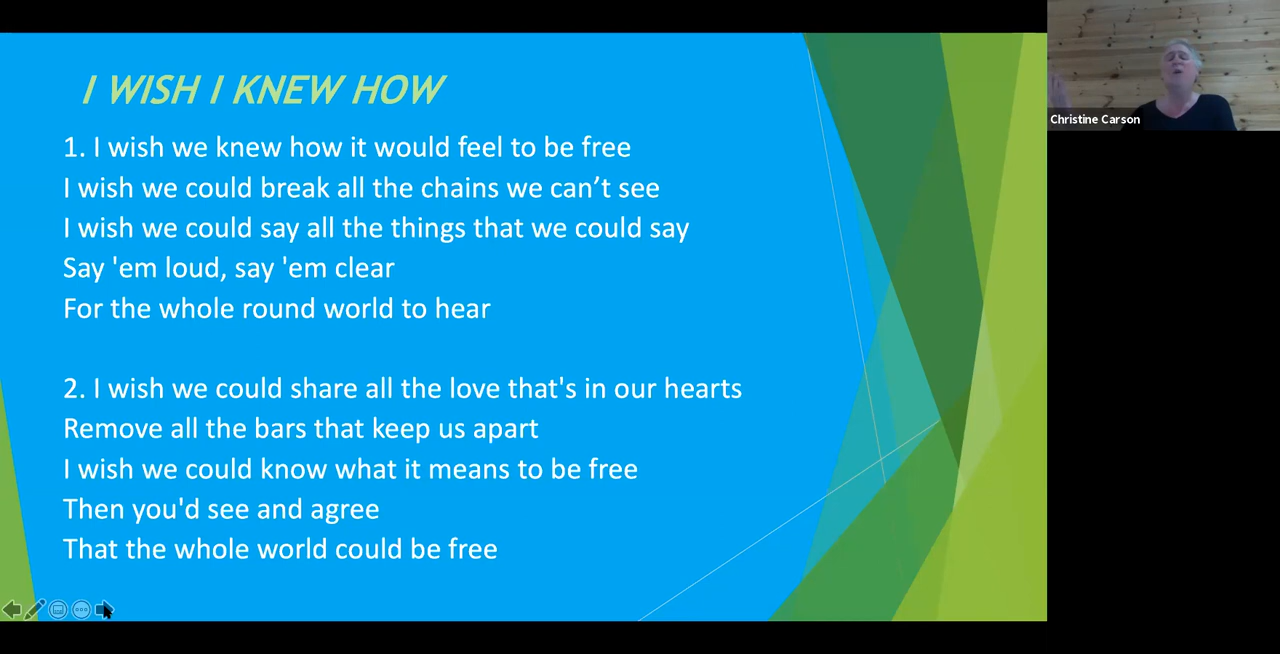 I WISH I KNEW HOW
1. I wish we knew how it would feel to be free
I wish we could break all the chains we can’t see
I wish we could say all the things that we could say
Say 'em loud, say 'em clear
For the whole round world to hear
2. I wish we could share all the love that's in our hearts
Remove all the bars that keep us apart
I wish we could know what it means to be free
Then you'd see and agree
That the whole world could be free
Christine Carson